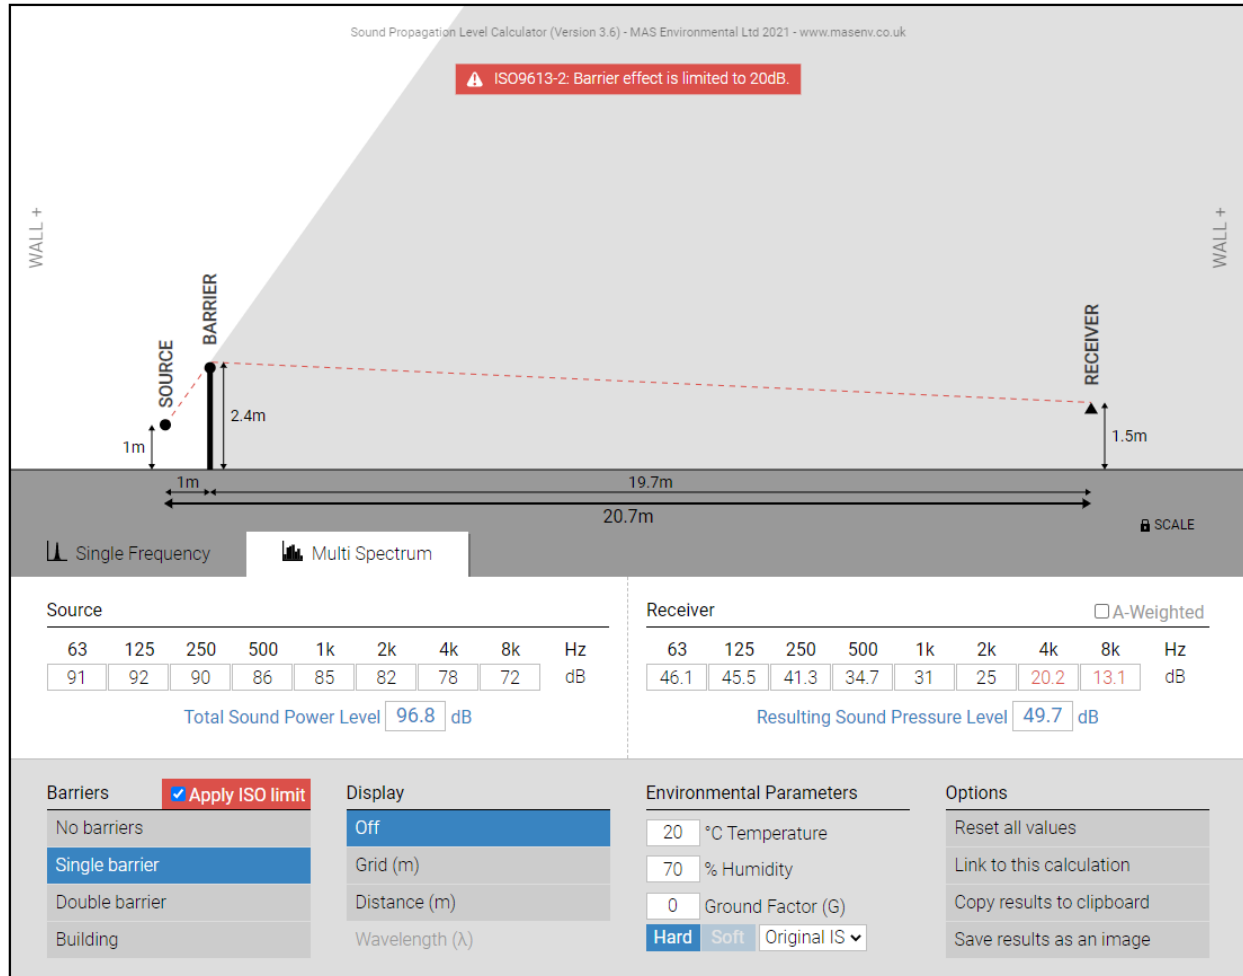 Sound Propagation Level Calculator (Version 3.6) - MAS Environmental Ltd 2021 - www.masenv.co.uk
ISO9613-2: Barrier effect is limited to 20dB.
WALL +
WALL +
SOURCE
BARRIER
RECEIVER
1m
2.4m
1.5m
1m
19.7m
20.7m
SCALE
Single Frequency
Multi Spectrum
Source
63 125 250 500 1k 2k 4k 8k Hz
91 92 90 86 85 82 78 72 dB
Total Sound Power Level 96.8 dB
Receiver
A-Weighted
63 125 250 500 1k 2k 4k 8k Hz
46.1 45.5 41.3 34.7 31 25 20.2 13.1 dB
Resulting Sound Pressure Level 49.7 dB
Barriers
Apply ISO limit
No barriers
Single barrier
Double barrier
Building
Display
Off
Grid (m)
Distance (m)
Wavelength (λ)
Environmental Parameters
20 °C Temperature
70 % Humidity
0 Ground Factor (G)
Hard Soft Original IS
Options
Reset all values
Link to this calculation
Copy results to clipboard
Save results as an image